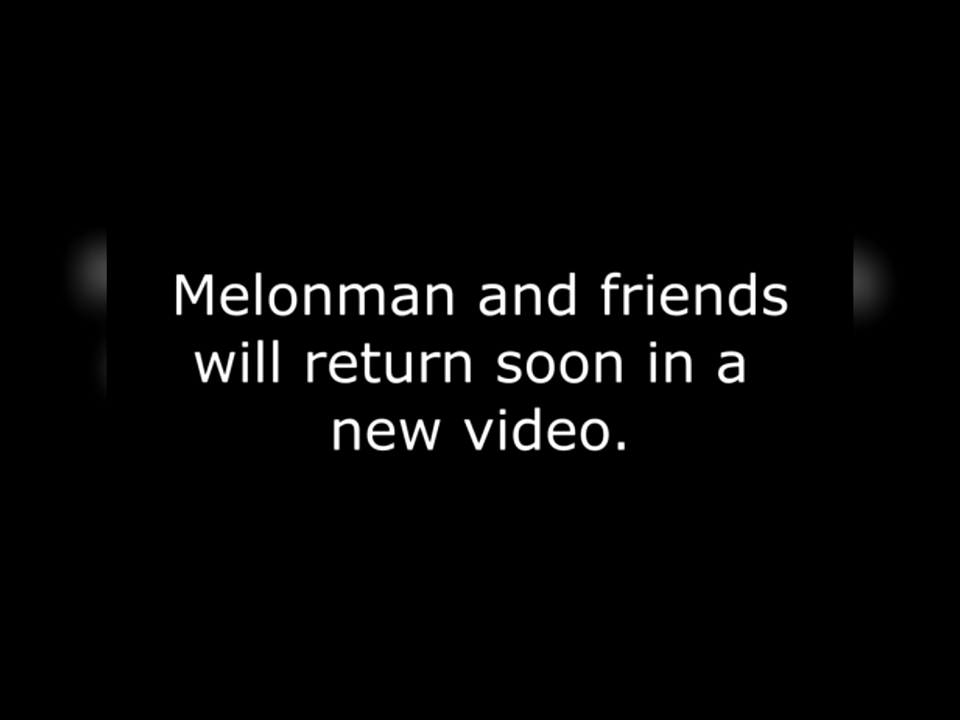 Melonman and friends
will return soon in a
new video.